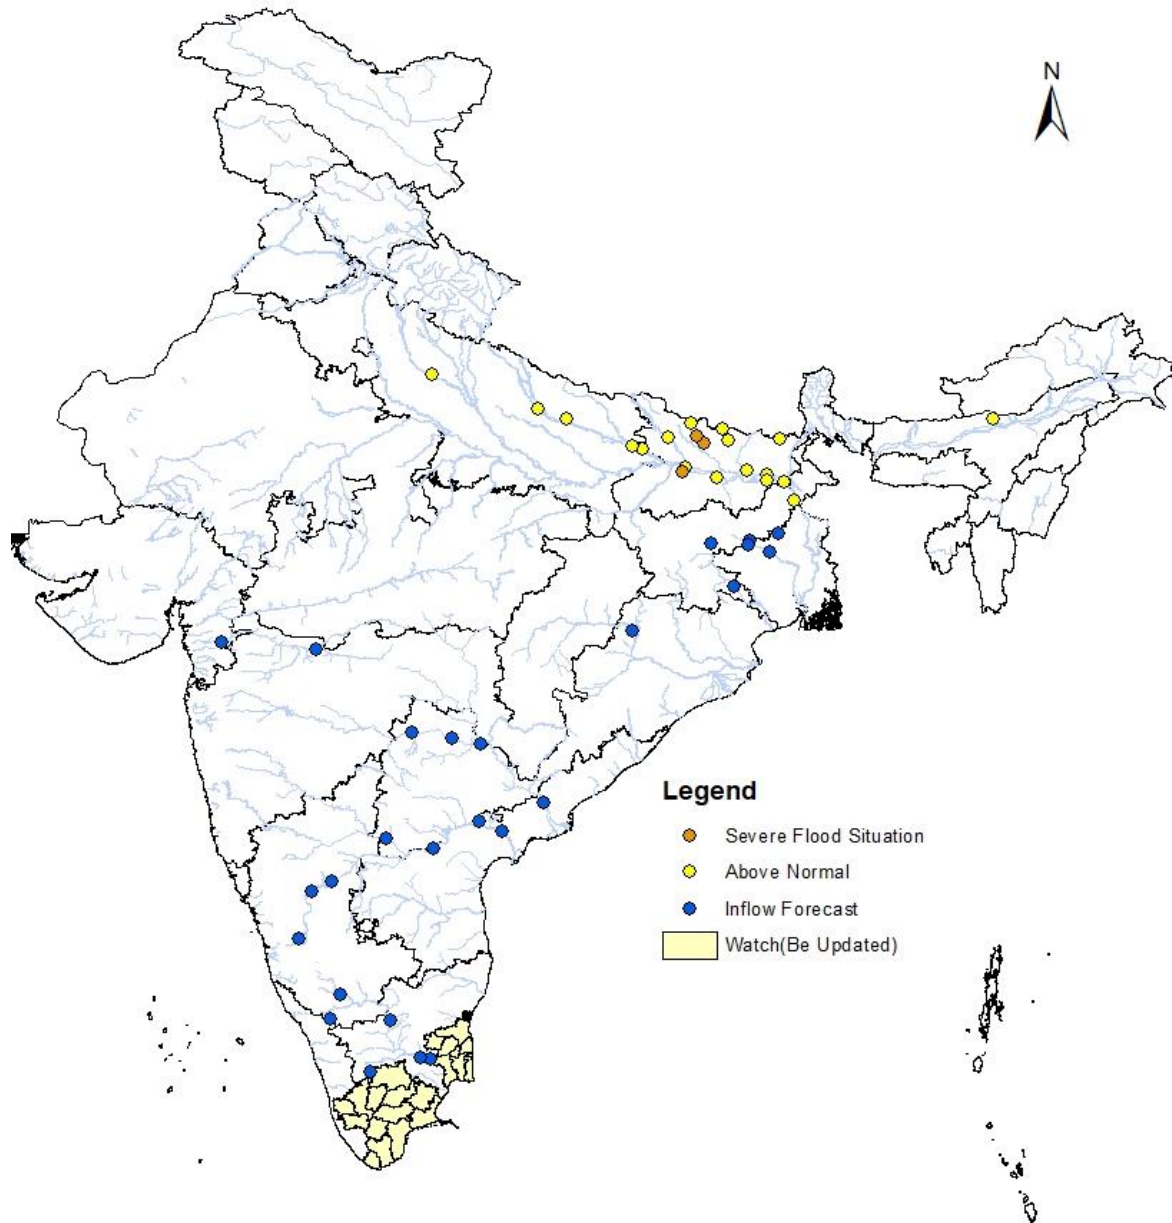 N
Legend
Severe Flood Situation
Above Normal
Inflow Forecast
Watch(Be Updated)